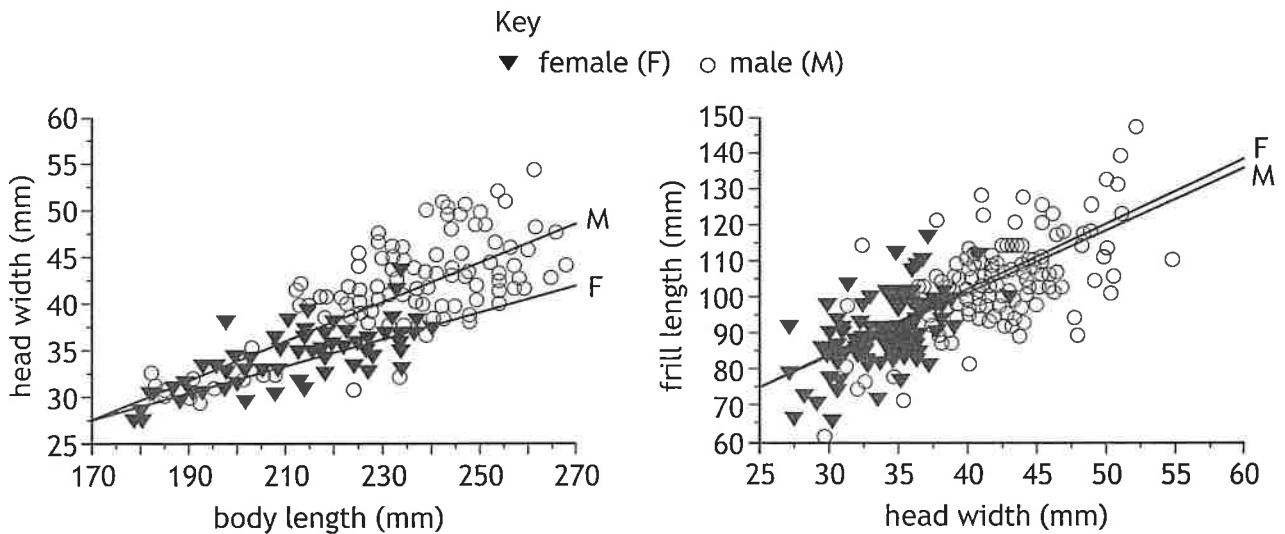 Key
female (F) male (M)
head width (mm)
60
55
50
45
40
35
30
25
170 190 210 230 250 270
body length (mm)
M
F
frill length (mm)
150
140
130
120
110
100
90
80
70
60
25 30 35 40 45 50 55 60
head width (mm)
F
M